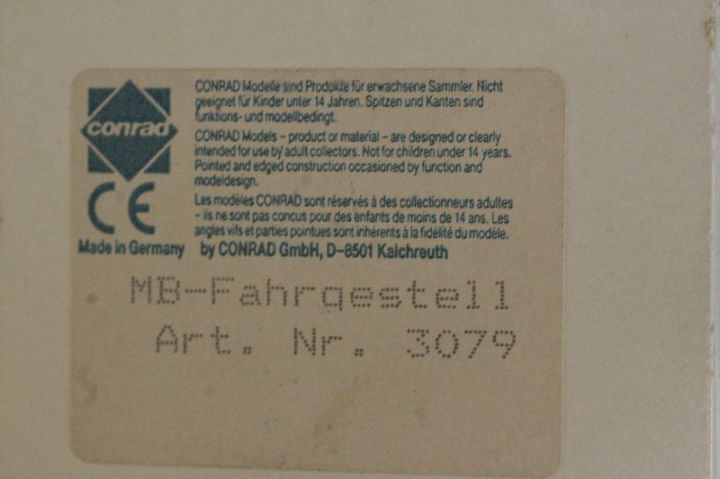 conrad
CONRAD Modelle sind Produkte für erwachsene Sammler. Nicht
geeignet für Kinder unter 14 Jahren. Spitzen und Kanten sind
funktions- und modellbedingt.
CONRAD Models – product or material – are designed or clearly
intended for use by adult collectors. Not for children under 14 years.
Pointed and edged construction occasioned by function and
modeldesign.
Les modèles CONRAD sont réservés à des collectionneurs adultes
– ils ne sont pas concus pour des enfants de moins de 14 ans. Les
angles vifs et parties pointues sont inhérents à la fidélité du modèle.
CE
Made in Germany by CONRAD GmbH, D-8501 Kalchreuth
MB-Fahrgestell
Art. Nr. 3079